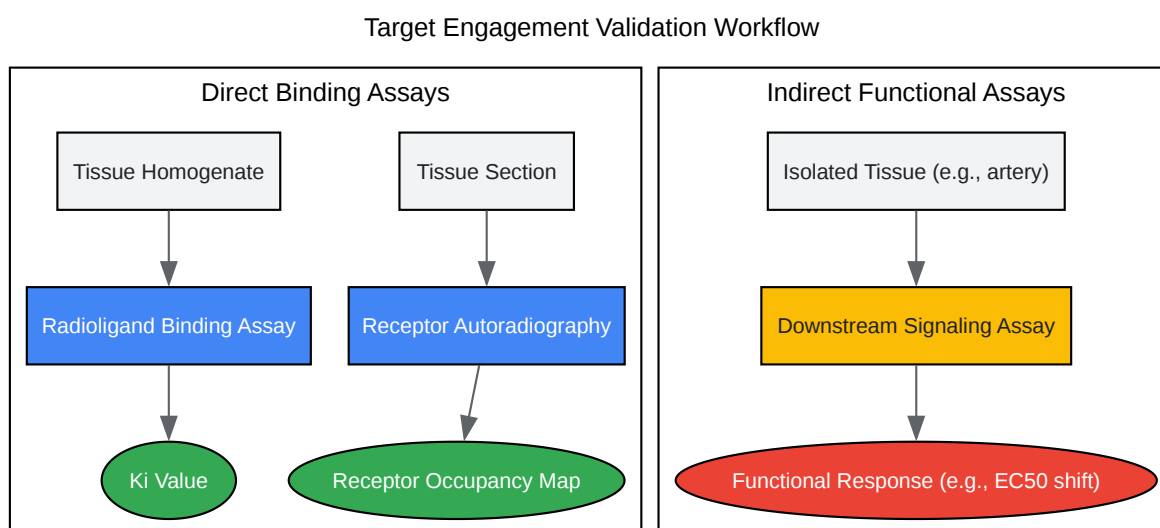 Target Engagement Validation Workflow
Direct Binding Assays
Tissue Homogenate
Tissue Section
Radioligand Binding Assay
Receptor Autoradiography
Ki Value
Receptor Occupancy Map
Indirect Functional Assays
Isolated Tissue (e.g., artery)
Downstream Signaling Assay
Functional Response (e.g., EC50 shift)